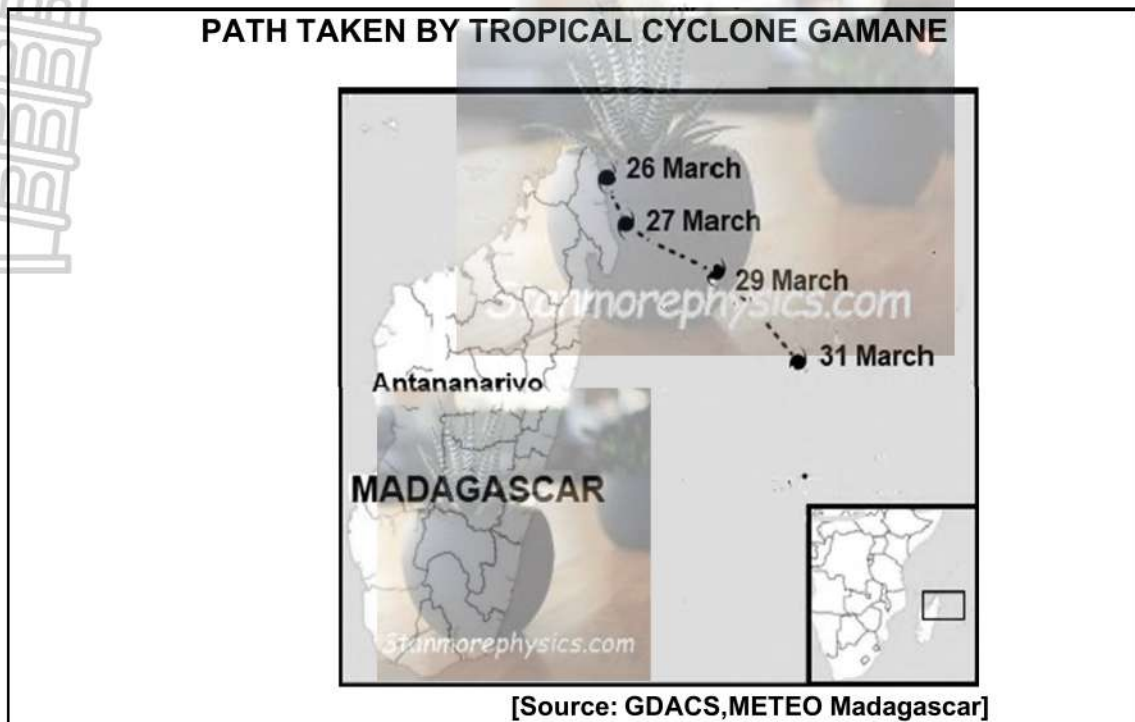 PATH TAKEN BY TROPICAL CYCLONE GAMANE
26 March
27 March
29 March
Stanmorephysics.com
31 March
Antananarivo
MADAGASCAR
Stanmorephysics.com
[Source: GDACS,METEO Madagascar]